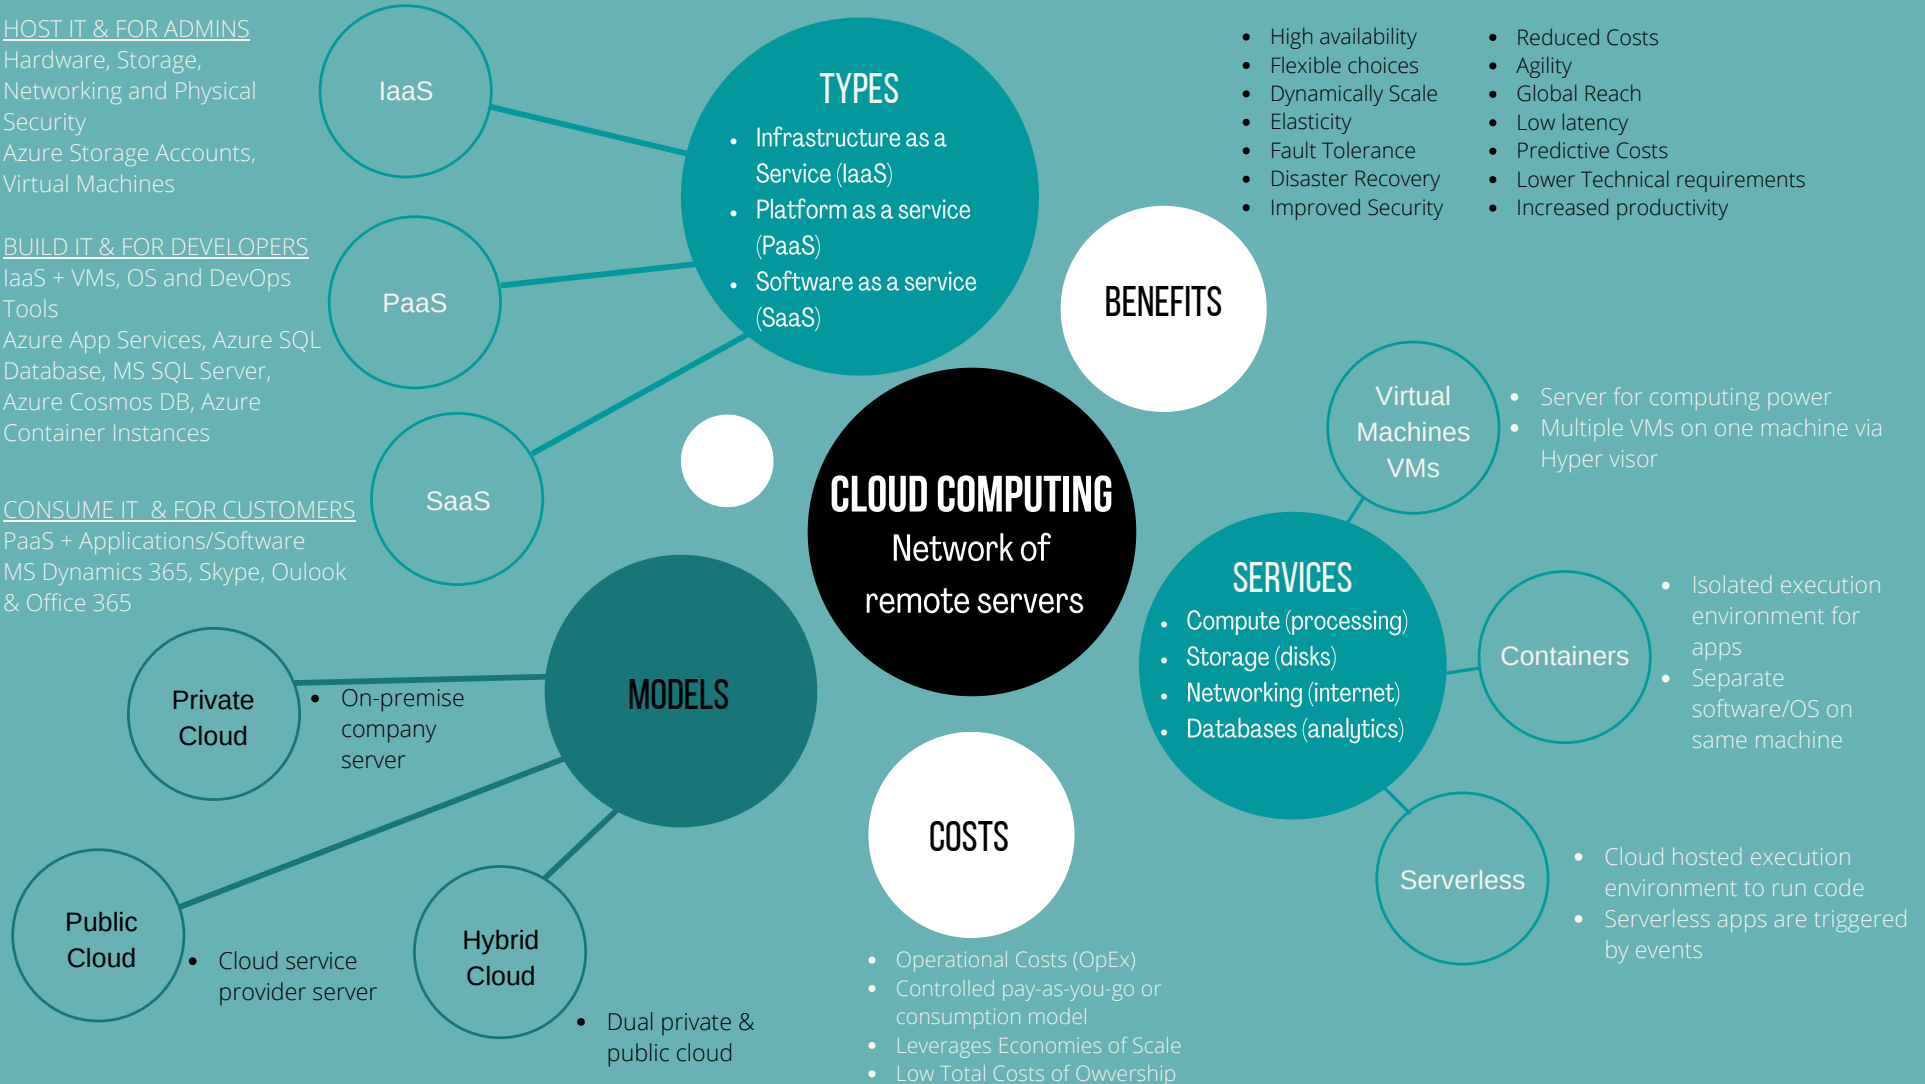 HOST IT & FOR ADMINS
Hardware, Storage,
Networking and Physical
Security
Azure Storage Accounts,
Virtual Machines
BUILD IT & FOR DEVELOPERS
IaaS + VMs, OS and DevOps
Tools
Azure App Services, Azure SQL
Database, MS SQL Server,
Azure Cosmos DB, Azure
Container Instances
CONSUME IT & FOR CUSTOMERS
PaaS + Applications/Software
MS Dynamics 365, Skype, Oulook
& Office 365
IaaS
PaaS
SaaS
TYPES
• Infrastructure as a
Service (IaaS)
• Platform as a service
(PaaS)
• Software as a service
(SaaS)
• High availability
• Flexible choices
• Dynamically Scale
• Elasticity
• Fault Tolerance
• Disaster Recovery
• Improved Security
• Reduced Costs
• Agility
• Global Reach
• Low latency
• Predictive Costs
• Lower Technical requirements
• Increased productivity
BENEFITS
CLOUD COMPUTING
Network of
remote servers
Virtual
Machines
VMs
• Server for computing power
• Multiple VMs on one machine via
Hyper visor
SERVICES
• Compute (processing)
• Storage (disks)
• Networking (internet)
• Databases (analytics)
Containers
• Isolated execution
environment for
apps
• Separate
software/OS on
same machine
Serverless
• Cloud hosted execution
environment to run code
• Serverless apps are triggered
by events
MODELS
Private
Cloud
• On-premise
company
server
Public
Cloud
• Cloud service
provider server
Hybrid
Cloud
• Dual private &
public cloud
COSTS
• Operational Costs (OpEx)
• Controlled pay-as-you-go or
consumption model
• Leverages Economies of Scale
• Low Total Costs of Owvership